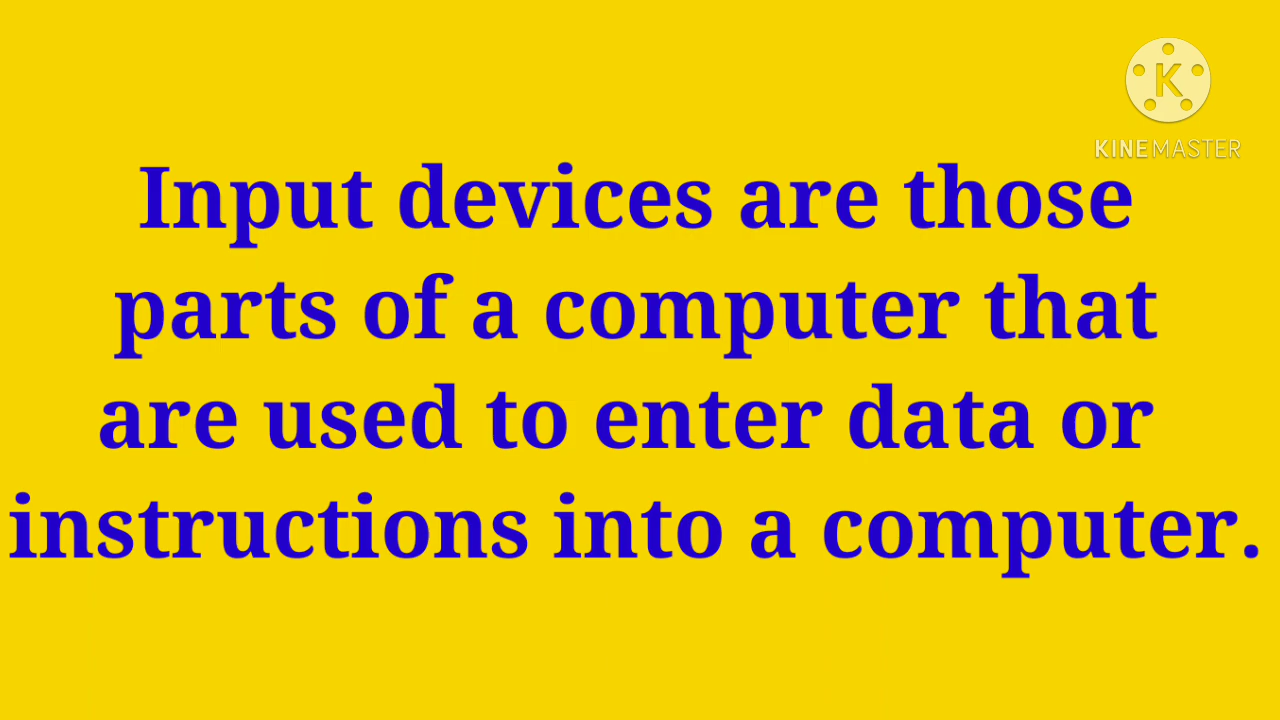 K
KINEMASTER
Input devices are those
parts of a computer that
are used to enter data or
instructions into a computer.